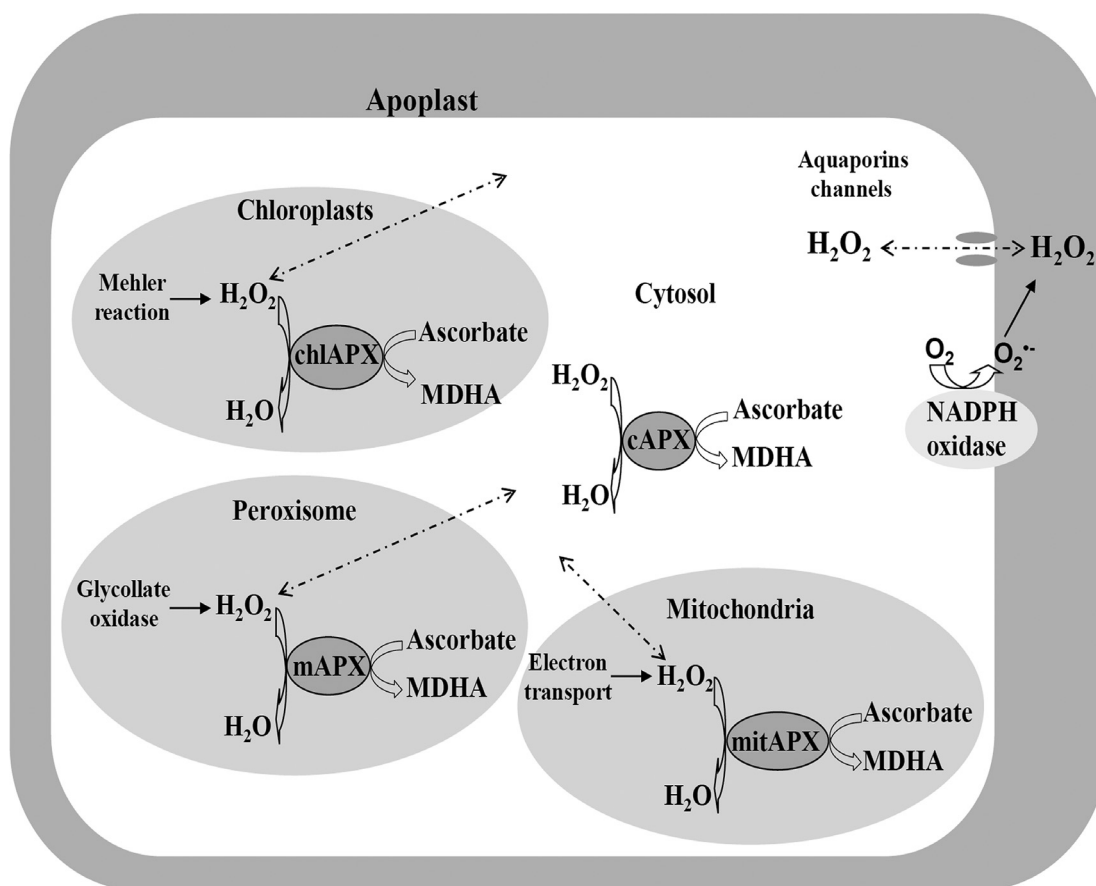 Apoplast
Aquaporins
channels
H₂O₂
H₂O₂
Chloroplasts
Mehler
reaction
H₂O₂
chlAPX
Ascorbate
MDHA
H₂O
Cytosol
H₂O₂
cAPX
Ascorbate
MDHA
H₂O
O₂
O₂•-
NADPH
oxidase
Peroxisome
Glycollate
oxidase
H₂O₂
mAPX
Ascorbate
MDHA
H₂O
Mitochondria
Electron
transport
H₂O₂
mitAPX
Ascorbate
MDHA
H₂O